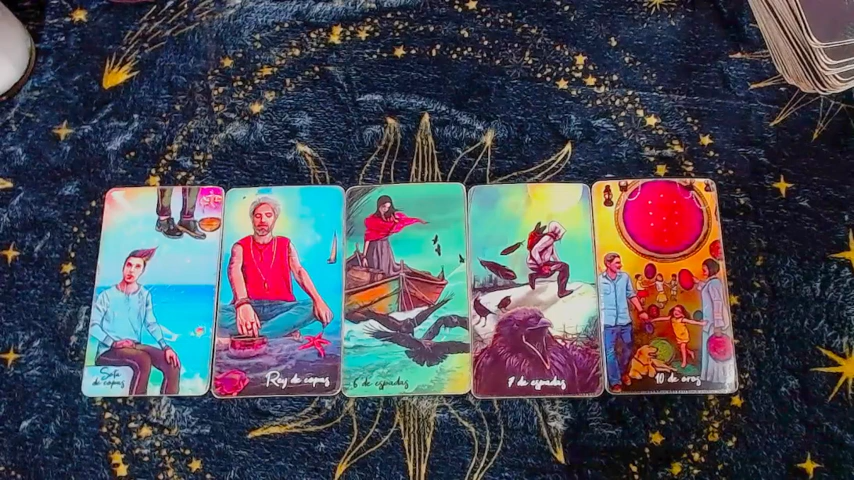 Sota
de copas
Rey de copas
6 de espadas
7 de espadas
10 de oros